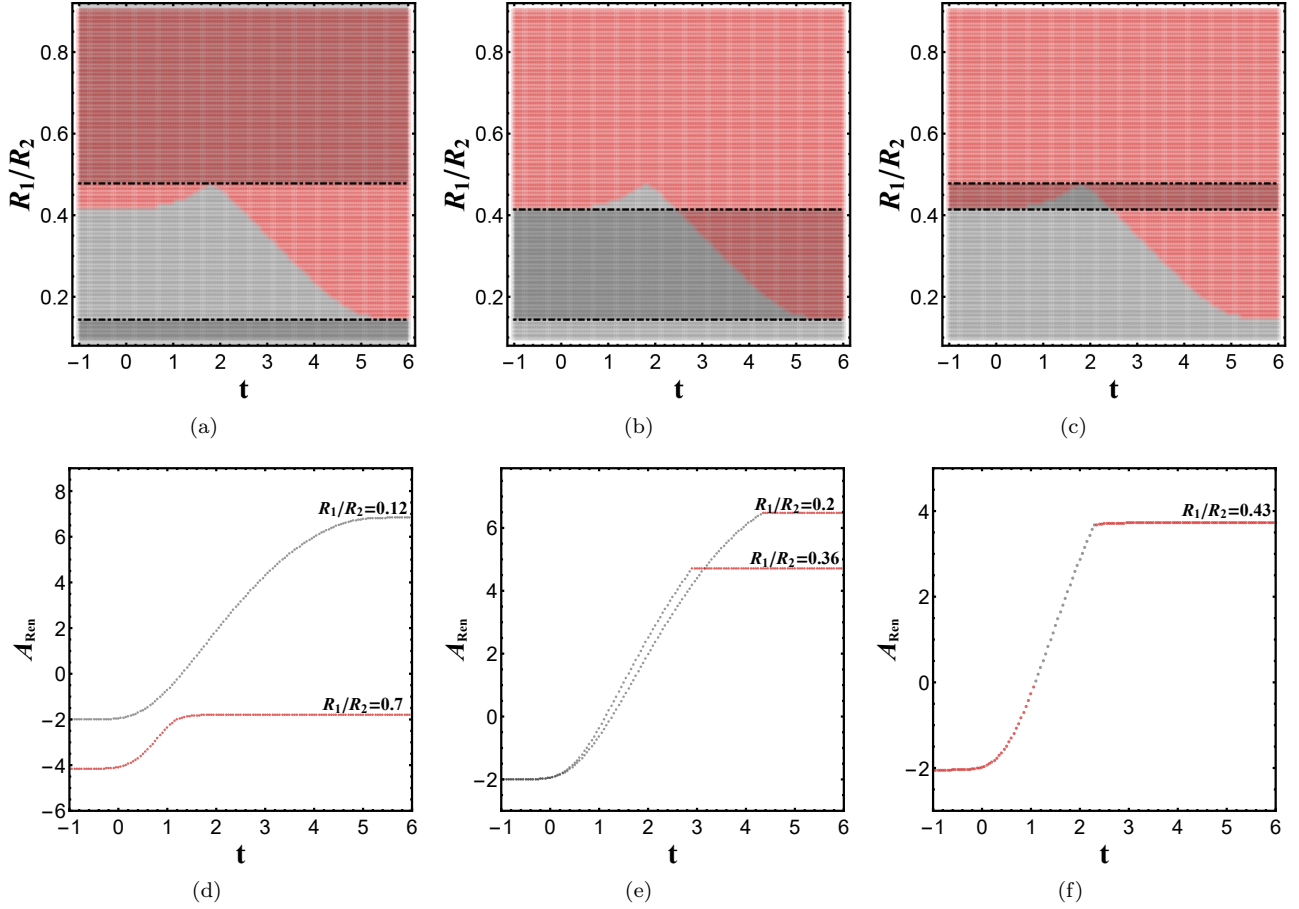 R₁/R₂
0.8
0.6
0.4
0.2
−1 0 1 2 3 4 5 6
t
(a)
R₁/R₂
0.8
0.6
0.4
0.2
−1 0 1 2 3 4 5 6
t
(b)
R₁/R₂
0.8
0.6
0.4
0.2
−1 0 1 2 3 4 5 6
t
(c)
A_Ren
8
6
4
2
0
−2
−4
−6
R₁/R₂=0.12
R₁/R₂=0.7
−1 0 1 2 3 4 5 6
t
(d)
A_Ren
6
4
2
0
−2
R₁/R₂=0.2
R₁/R₂=0.36
−1 0 1 2 3 4 5 6
t
(e)
A_Ren
4
2
0
−2
R₁/R₂=0.43
−1 0 1 2 3 4 5 6
t
(f)